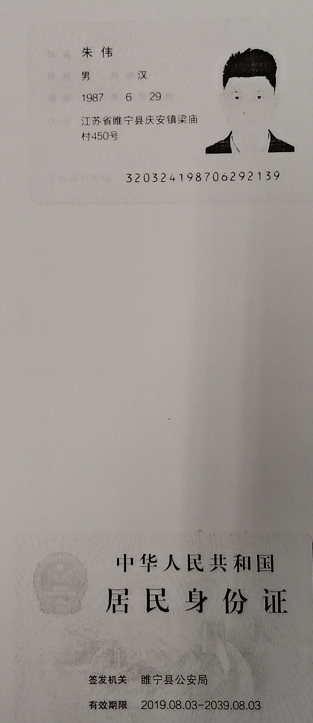 朱伟
男 汉
1987 6 29
江苏省睢宁县庆安镇梁庙
村450号
320324198706292139
中华人民共和国
居民身份证
签发机关 睢宁县公安局
有效期限 2019.08.03-2039.08.03